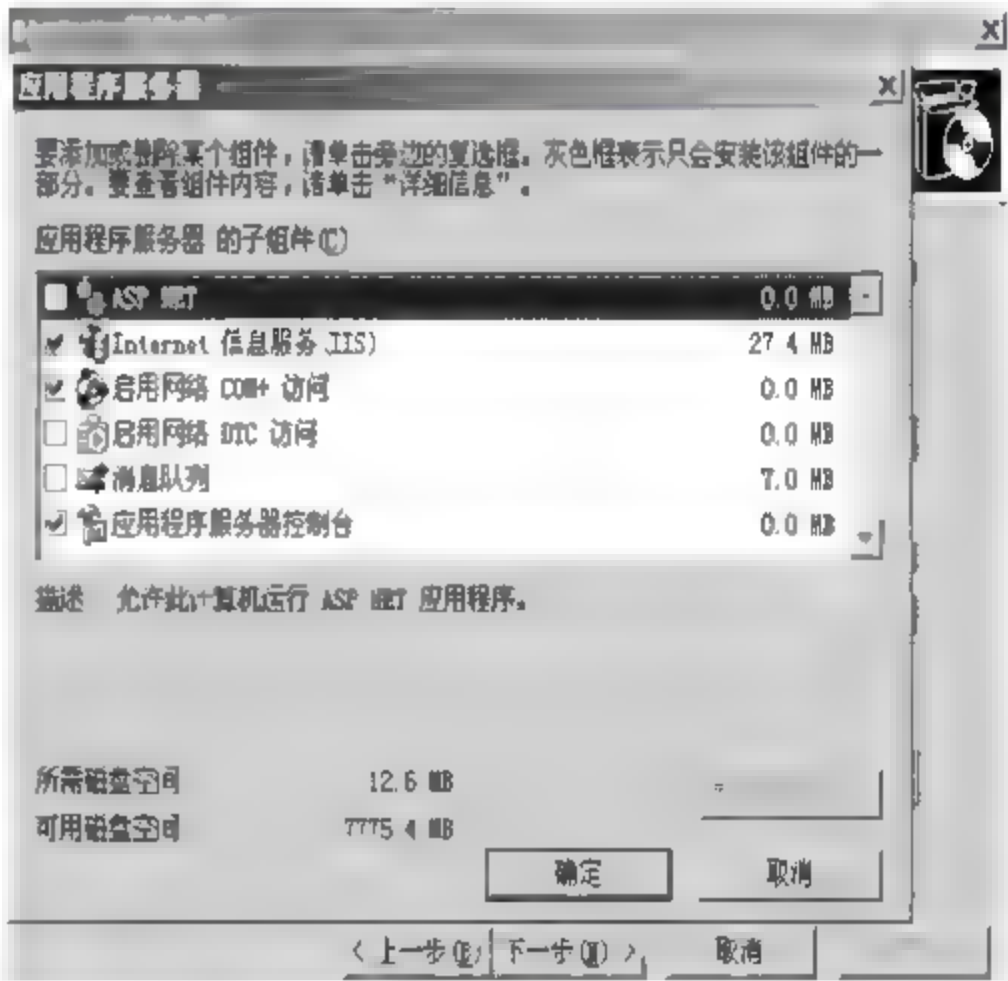 应用程序服务器
要添加或删除某个组件，请单击旁边的复选框。灰色框表示只会安装该组件的一
部分。要查看组件内容，请单击“详细信息”。
应用程序服务器 的子组件(C)
ASP NET 0.0 MB
Internet 信息服务 IIS) 27 4 MB
启用网络 COM+ 访问 0.0 MB
启用网络 DTC 访问 0.0 MB
消息队列 7.0 MB
应用程序服务器控制台 0.0 MB
描述 允许此计算机运行 ASP NET 应用程序。
所需磁盘空间 12.6 MB
可用磁盘空间 7775 4 MB
确定 取消
< 上一步(B) 下一步(N) > 取消